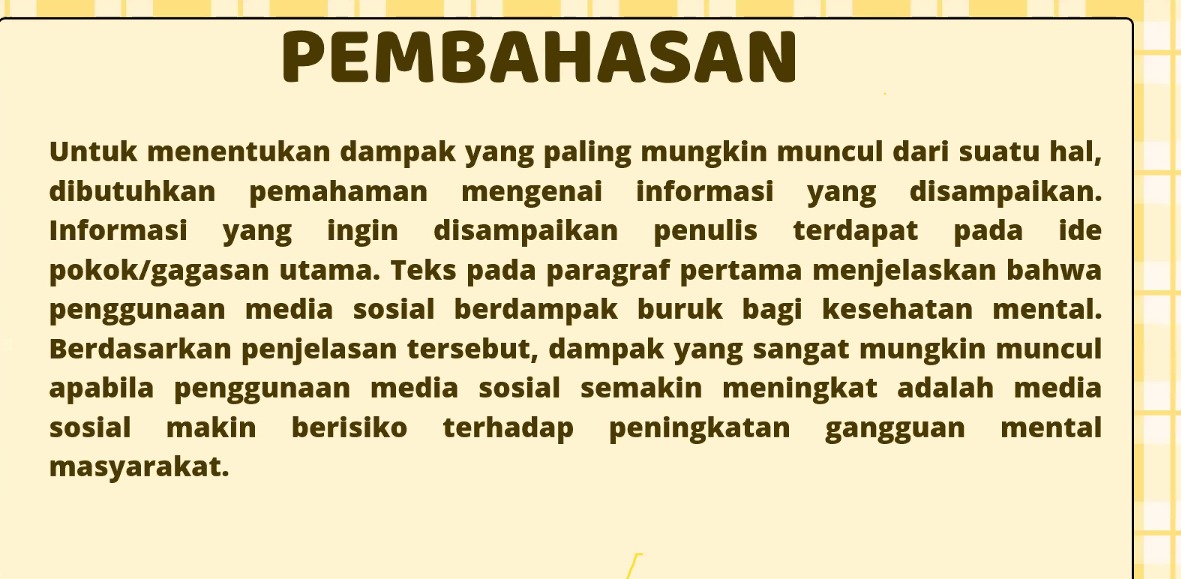 PEMBAHASAN
Untuk menentukan dampak yang paling mungkin muncul dari suatu hal,
dibutuhkan pemahaman mengenai informasi yang disampaikan.
Informasi yang ingin disampaikan penulis terdapat pada ide
pokok/gagasan utama. Teks pada paragraf pertama menjelaskan bahwa
penggunaan media sosial berdampak buruk bagi kesehatan mental.
Berdasarkan penjelasan tersebut, dampak yang sangat mungkin muncul
apabila penggunaan media sosial semakin meningkat adalah media
sosial makin berisiko terhadap peningkatan gangguan mental
masyarakat.